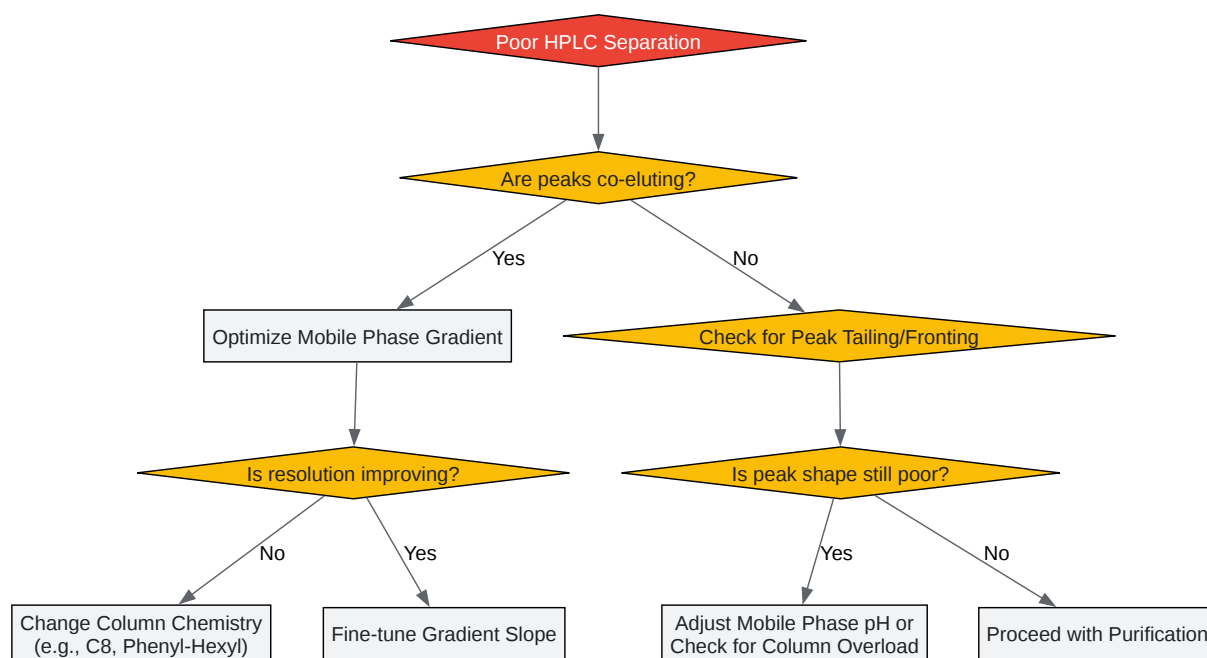 Poor HPLC Separation
Are peaks co-eluting?
Yes
No
Optimize Mobile Phase Gradient
Check for Peak Tailing/Fronting
Is resolution improving?
Is peak shape still poor?
No
Yes
Yes
No
Change Column Chemistry
(e.g., C8, Phenyl-Hexyl)
Fine-tune Gradient Slope
Adjust Mobile Phase pH or
Check for Column Overload
Proceed with Purification